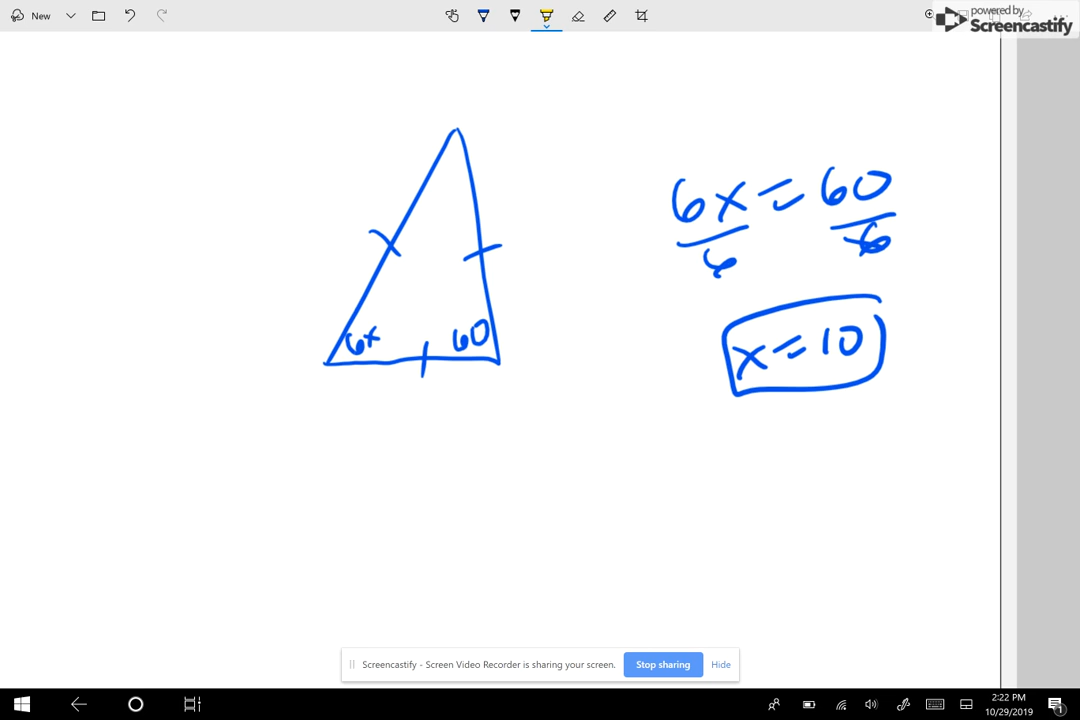 New
powered by
Screencastify
6x = 60
6 6
x = 10
6x 60
Screencastify - Screen Video Recorder is sharing your screen. Stop sharing Hide
2:22 PM
10/29/2019
1